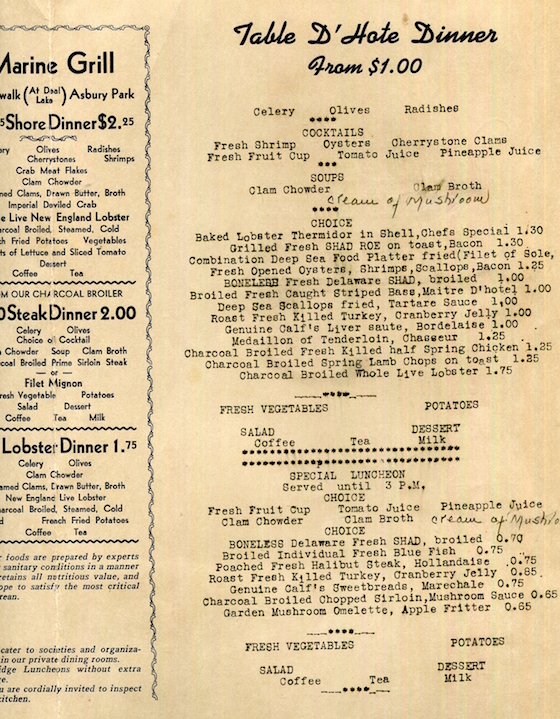 Marine Grill
walk (At Deal Lake) Asbury Park
Shore Dinner $2.25
Olives Radishes
Cherrystones Shrimps
Crab Meat Flakes
Clam Chowder
Clams, Drawn Butter, Broth
Imperial Deviled Crab
Live New England Lobster
Broiled, Steamed, Cold
Fried Potatoes Vegetables
of Lettuce and Sliced Tomato
Dessert
Coffee Tea
OUR CHARCOAL BROILER
Steak Dinner 2.00
Celery Olives
Choice of Cocktail
Chowder Soup Clam Broth
Broiled Prime Sirloin Steak
— or —
Filet Mignon
Vegetable Potatoes
Salad Dessert
Coffee Tea Milk
Lobster Dinner 1.75
Celery Olives
Clam Chowder
Clams, Drawn Butter, Broth
New England Live Lobster
Broiled, Steamed, Cold
French Fried Potatoes
Coffee Tea
foods are prepared by experts
sanitary conditions in a manner
retains all nutritious value, and
to satisfy the most critical
cater to societies and organiza-
in our private dining rooms.
Luncheons without extra
are cordially invited to inspect
kitchen.
Table D'Hote Dinner
From $1.00
Celery Olives Radishes
****
COCKTAILS
Fresh Shrimp Oysters Cherrystone Clams
Fresh Fruit Cup Tomato Juice Pineapple Juice
****
SOUPS
Clam Chowder Clam Broth
Cream of Mushroom
****
CHOICE
Baked Lobster Thermidor in Shell,Chefs Special 1.30
Grilled Fresh SHAD ROE on toast,Bacon 1.30
Combination Deep Sea Food Platter fried(Filet of Sole,
Fresh Opened Oysters, Shrimps,Scallops,Bacon 1.25
BONELESS Fresh Delaware SHAD, broiled 1.00
Broiled Fresh Caught Striped Bass,Maitre D'hotel 1.00
Deep Sea Scallops fried, Tartare Sauce 1,00
Roast Fresh Killed Turkey, Cranberry Jelly 1.00
Genuine Calf's Liver saute, Bordelaise 1.00
Medaillon of Tenderloin, Chasseur 1.25
Charcoal Broiled Fresh Killed half Spring Chicken 1.25
Charcoal Broiled Spring Lamb Chops on toast 1.25
Charcoal Broiled Whole Live Lobster 1.75
FRESH VEGETABLES POTATOES
SALAD DESSERT
Coffee Tea Milk
SPECIAL LUNCHEON
Served until 3 P.M.
CHOICE
Fresh Fruit Cup Tomato Juice Pineapple Juice
Clam Chowder Clam Broth Cream of
CHOICE
BONELESS Delaware Fresh SHAD, broiled 0.70
Broiled Individual Fresh Blue Fish 0.75
Poached Fresh Halibut Steak, Hollandaise 0.75
Roast Fresh Killed Turkey, Cranberry Jelly 0.85
Genuine Calf's Sweetbreads, Marechale 0.75
Charcoal Broiled Chopped Sirloin,Mushroom Sauce 0.65
Garden Mushroom Omelette, Apple Fritter 0.65
FRESH VEGETABLES POTATOES
SALAD DESSERT
Coffee Tea Milk